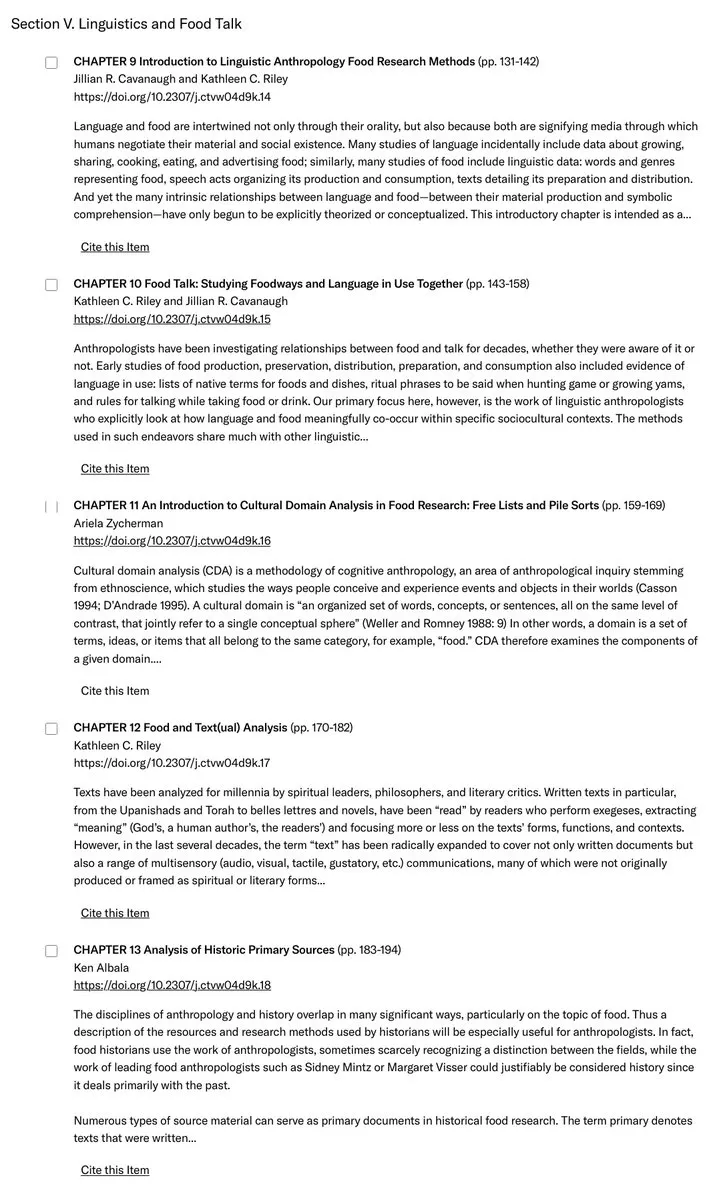 Section V. Linguistics and Food Talk
CHAPTER 9 Introduction to Linguistic Anthropology Food Research Methods (pp. 131-142)
Jillian R. Cavanaugh and Kathleen C. Riley
https://doi.org/10.2307/j.ctvw04d9k.14
Language and food are intertwined not only through their orality, but also because both are signifying media through which
humans negotiate their material and social existence. Many studies of language incidentally include data about growing,
sharing, cooking, eating, and advertising food; similarly, many studies of food include linguistic data: words and genres
representing food, speech acts organizing its production and consumption, texts detailing its preparation and distribution.
And yet the many intrinsic relationships between language and food—between their material production and symbolic
comprehension—have only begun to be explicitly theorized or conceptualized. This introductory chapter is intended as a...
Cite this Item
CHAPTER 10 Food Talk: Studying Foodways and Language in Use Together (pp. 143-158)
Kathleen C. Riley and Jillian R. Cavanaugh
https://doi.org/10.2307/j.ctvw04d9k.15
Anthropologists have been investigating relationships between food and talk for decades, whether they were aware of it or
not. Early studies of food production, preservation, distribution, preparation, and consumption also included evidence of
language in use: lists of native terms for foods and dishes, ritual phrases to be said when hunting game or growing yams,
and rules for talking while taking food or drink. Our primary focus here, however, is the work of linguistic anthropologists
who explicitly look at how language and food meaningfully co-occur within specific sociocultural contexts. The methods
used in such endeavors share much with other linguistic...
Cite this Item
CHAPTER 11 An Introduction to Cultural Domain Analysis in Food Research: Free Lists and Pile Sorts (pp. 159-169)
Ariela Zycherman
https://doi.org/10.2307/j.ctvw04d9k.16
Cultural domain analysis (CDA) is a methodology of cognitive anthropology, an area of anthropological inquiry stemming
from ethnoscience, which studies the ways people conceive and experience events and objects in their worlds (Casson
1994; D'Andrade 1995). A cultural domain is “an organized set of words, concepts, or sentences, all on the same level of
contrast, that jointly refer to a single conceptual sphere” (Weller and Romney 1988: 9) In other words, a domain is a set of
terms, ideas, or items that all belong to the same category, for example, “food.” CDA therefore examines the components of
a given domain....
Cite this Item
CHAPTER 12 Food and Text(ual) Analysis (pp. 170-182)
Kathleen C. Riley
https://doi.org/10.2307/j.ctvw04d9k.17
Texts have been analyzed for millennia by spiritual leaders, philosophers, and literary critics. Written texts in particular,
from the Upanishads and Torah to belles lettres and novels, have been “read” by readers who perform exegeses, extracting
“meaning” (God's, a human author's, the readers') and focusing more or less on the texts' forms, functions, and contexts.
However, in the last several decades, the term “text” has been radically expanded to cover not only written documents but
also a range of multisensory (audio, visual, tactile, gustatory, etc.) communications, many of which were not originally
produced or framed as spiritual or literary forms...
Cite this Item
CHAPTER 13 Analysis of Historic Primary Sources (pp. 183-194)
Ken Albala
https://doi.org/10.2307/j.ctvw04d9k.18
The disciplines of anthropology and history overlap in many significant ways, particularly on the topic of food. Thus a
description of the resources and research methods used by historians will be especially useful for anthropologists. In fact,
food historians use the work of anthropologists, sometimes scarcely recognizing a distinction between the fields, while the
work of leading food anthropologists such as Sidney Mintz or Margaret Visser could justifiably be considered history since
it deals primarily with the past.
Numerous types of source material can serve as primary documents in historical food research. The term primary denotes
texts that were written...
Cite this Item